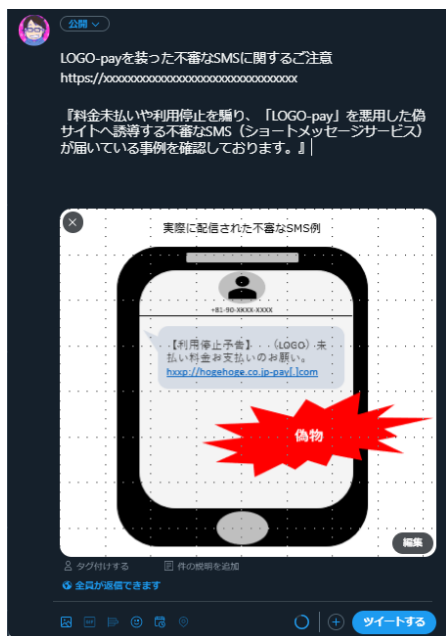 公開
LOGO-payを装った不審なSMSに関するご注意
https://xxxxxxxxxxxxxxxxxxxxxxxxxxxxxxxx
『料金未払いや利用停止を騙り、「LOGO-pay」を悪用した偽
サイトへ誘導する不審なSMS（ショートメッセージサービス）
が届いている事例を確認しております。』
実際に配信された不審なSMS例
+81-90-XXXX-XXXX
【利用停止予告】 （LOGO）未
払い料金お支払いのお願い。
hxxp://hogehoge.co.jp-pay[.]com
偽物
編集
タグ付けする 件の説明を追加
全員が返信できます
GIF
ツイートする